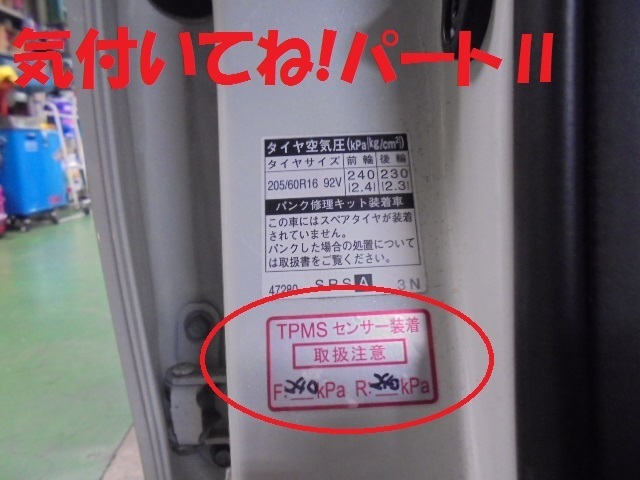 気付いてね!パートⅡ
タイヤ空気圧(kPa{kg/cm²})
タイヤサイズ 前輪 後輪
205/60R16 92V 240 230
{2.4} {2.3}
パンク修理キット装着車
この車にはスペアタイヤが装着
されていません。
パンクした場合の処置について
は取扱書をご覧ください。
47280 SRS A 3N
TPMS センサー装着
取扱注意
F: kPa R: kPa